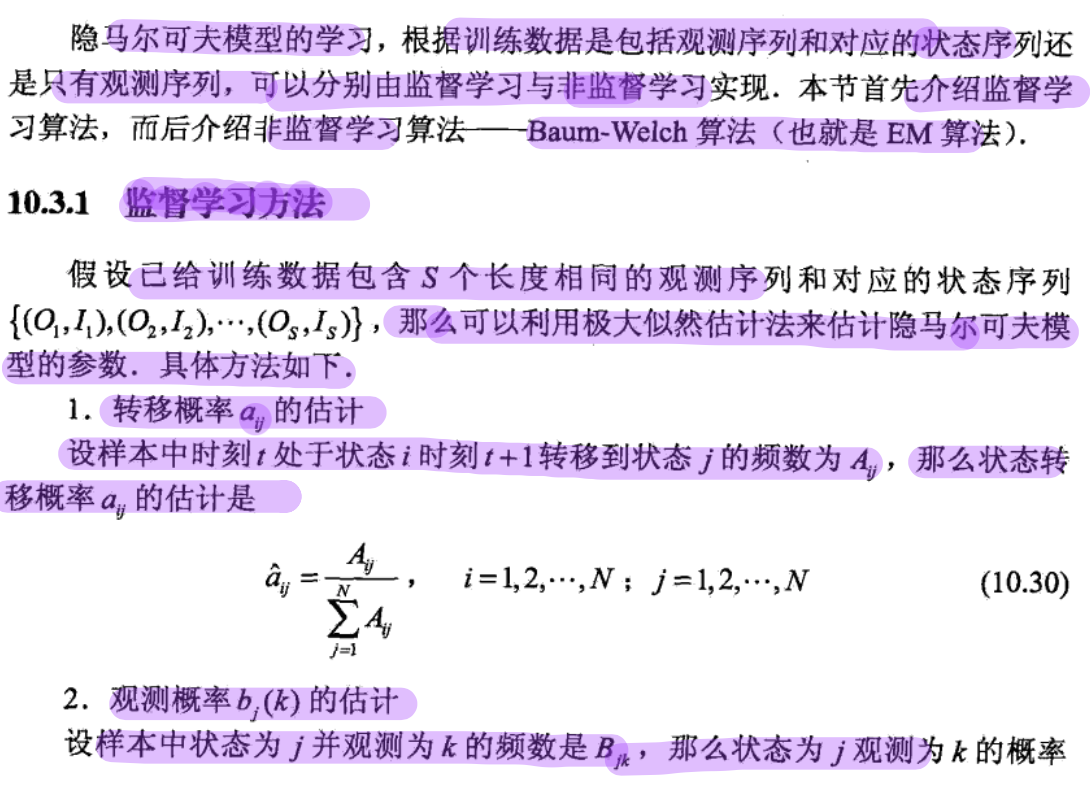 隐马尔可夫模型的学习，根据训练数据是包括观测序列和对应的状态序列还
是只有观测序列，可以分别由监督学习与非监督学习实现．本节首先介绍监督学
习算法，而后介绍非监督学习算法——Baum-Welch 算法（也就是 EM 算法）．
10.3.1 监督学习方法
假设已给训练数据包含 S 个长度相同的观测序列和对应的状态序列
{(O₁,I₁),(O₂,I₂),⋯,(O_S,I_S)}，那么可以利用极大似然估计法来估计隐马尔可夫模
型的参数．具体方法如下．
1．转移概率 a_{ij} 的估计
设样本中时刻 t 处于状态 i 时刻 t+1 转移到状态 j 的频数为 A_{ij}，那么状态转
移概率 a_{ij} 的估计是
â_{ij} = A_{ij} / ∑_{j=1}^{N} A_{ij}， i=1,2,⋯,N；j=1,2,⋯,N (10.30)
2．观测概率 b_j(k) 的估计
设样本中状态为 j 并观测为 k 的频数是 B_{jk}，那么状态为 j 观测为 k 的概率